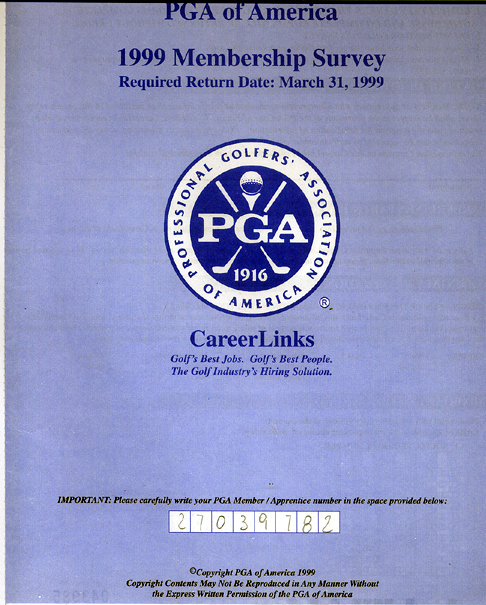 PGA of America
1999 Membership Survey
Required Return Date: March 31, 1999
PROFESSIONAL GOLFERS' ASSOCIATION
PGA
1916
OF AMERICA
®
CareerLinks
Golf's Best Jobs. Golf's Best People.
The Golf Industry's Hiring Solution.
IMPORTANT: Please carefully write your PGA Member / Apprentice number in the space provided below:
27039782
©Copyright PGA of America 1999
Copyright Contents May Not Be Reproduced in Any Manner Without
the Express Written Permission of the PGA of America